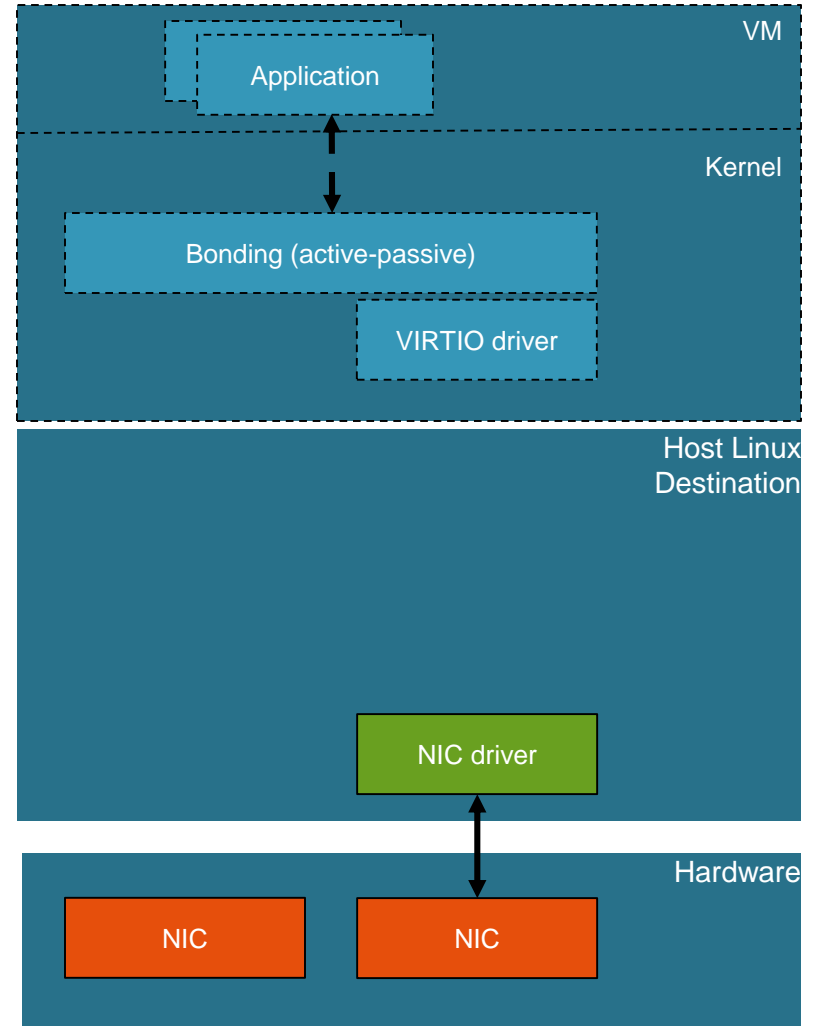 VM
Application
Kernel
Bonding (active-passive)
VIRTIO driver
Host Linux
Destination
NIC driver
Hardware
NIC
NIC